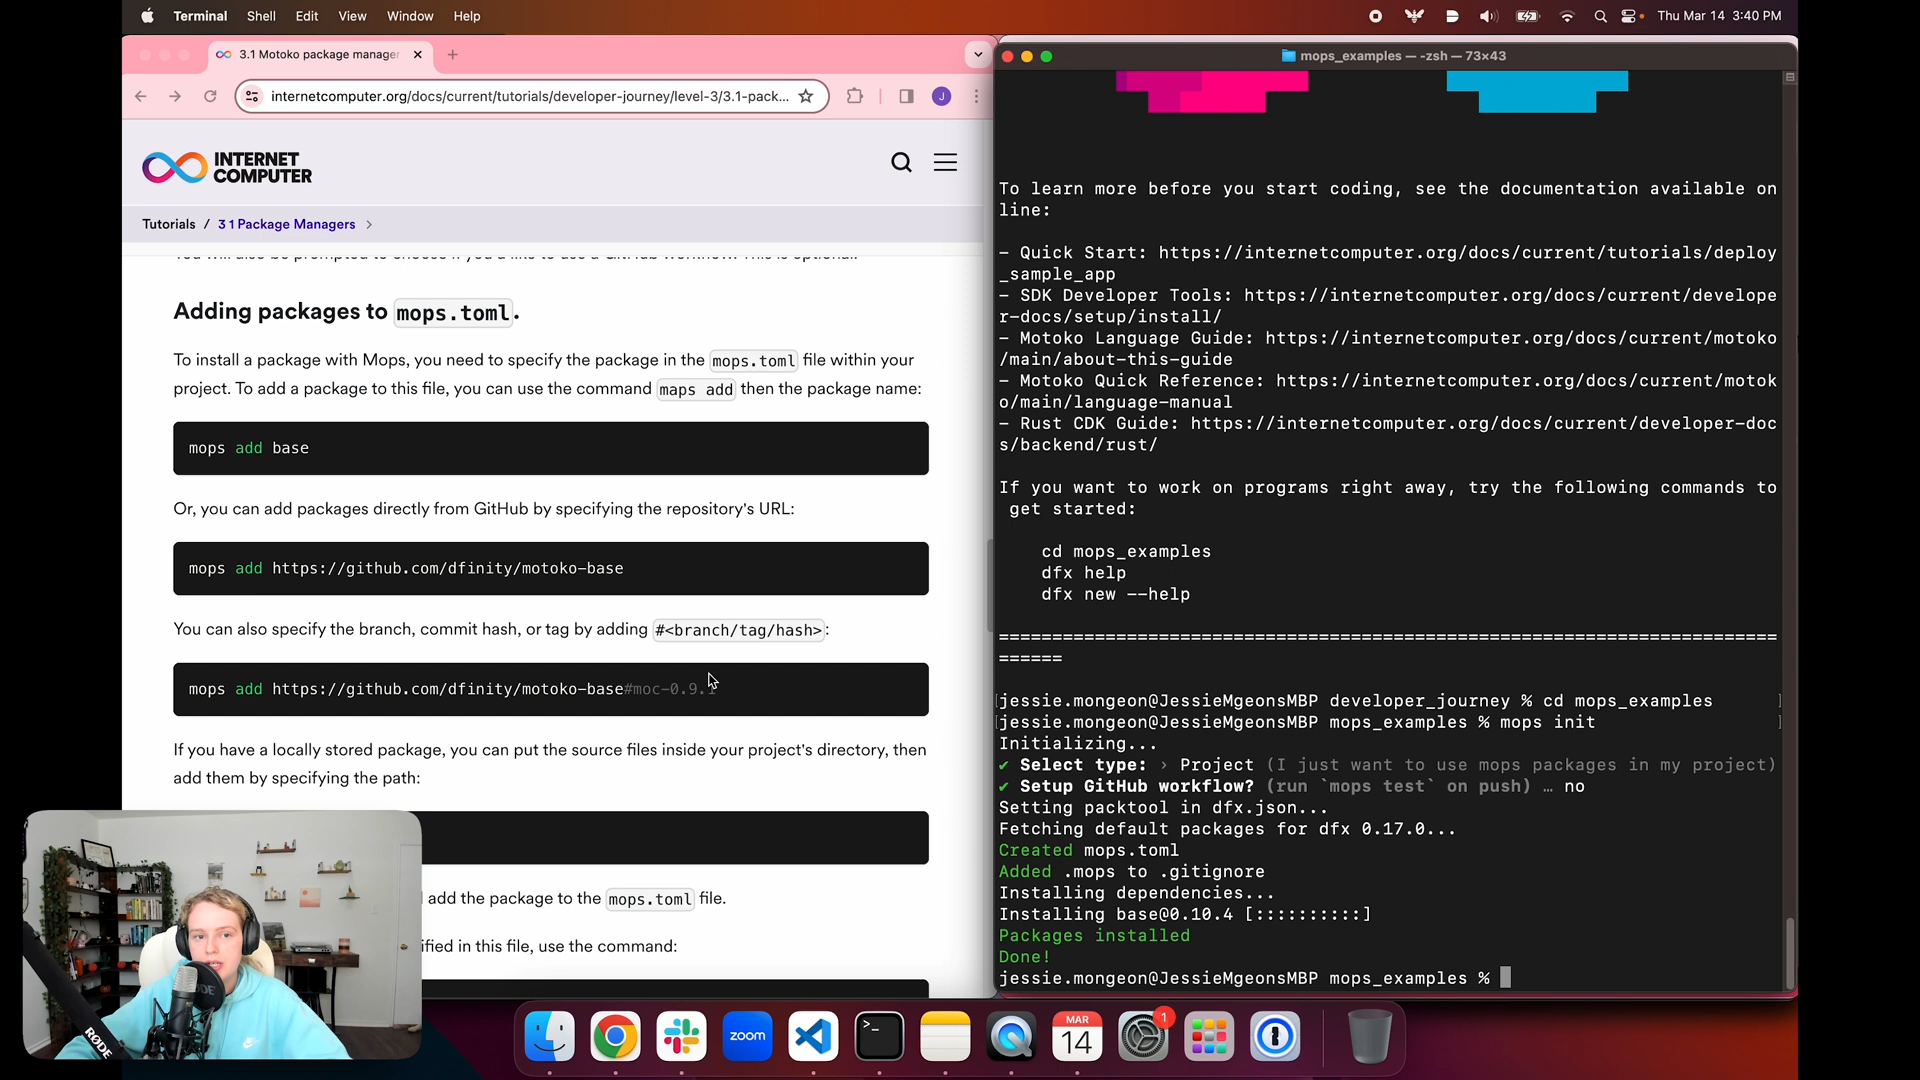 Terminal Shell Edit View Window Help
Thu Mar 14 3:40 PM
3.1 Motoko package manager
internetcomputer.org/docs/current/tutorials/developer-journey/level-3/3.1-pack...
J
INTERNET
COMPUTER
Tutorials / 3 1 Package Managers >
Adding packages to mops.toml.
To install a package with Mops, you need to specify the package in the mops.toml file within your
project. To add a package to this file, you can use the command maps add then the package name:
mops add base
Or, you can add packages directly from GitHub by specifying the repository's URL:
mops add https://github.com/dfinity/motoko-base
You can also specify the branch, commit hash, or tag by adding #<branch/tag/hash>:
mops add https://github.com/dfinity/motoko-base#moc-0.9.1
If you have a locally stored package, you can put the source files inside your project's directory, then
add them by specifying the path:
add the package to the mops.toml file.
ified in this file, use the command:
mops_examples — -zsh — 73×43
To learn more before you start coding, see the documentation available on
line:
- Quick Start: https://internetcomputer.org/docs/current/tutorials/deploy
_sample_app
- SDK Developer Tools: https://internetcomputer.org/docs/current/develope
r-docs/setup/install/
- Motoko Language Guide: https://internetcomputer.org/docs/current/motoko
/main/about-this-guide
- Motoko Quick Reference: https://internetcomputer.org/docs/current/motok
o/main/language-manual
- Rust CDK Guide: https://internetcomputer.org/docs/current/developer-doc
s/backend/rust/
If you want to work on programs right away, try the following commands to
get started:
cd mops_examples
dfx help
dfx new --help
=========================================================================
======
[jessie.mongeon@JessieMgeonsMBP developer_journey % cd mops_examples ]
[jessie.mongeon@JessieMgeonsMBP mops_examples % mops init ]
Initializing...
✔ Select type: › Project (I just want to use mops packages in my project)
✔ Setup GitHub workflow? (run `mops test` on push) … no
Setting packtool in dfx.json...
Fetching default packages for dfx 0.17.0...
Created mops.toml
Added .mops to .gitignore
Installing dependencies...
Installing base@0.10.4 [::::::::::]
Packages installed
Done!
jessie.mongeon@JessieMgeonsMBP mops_examples %
RØDE
zoom
MAR
14
1